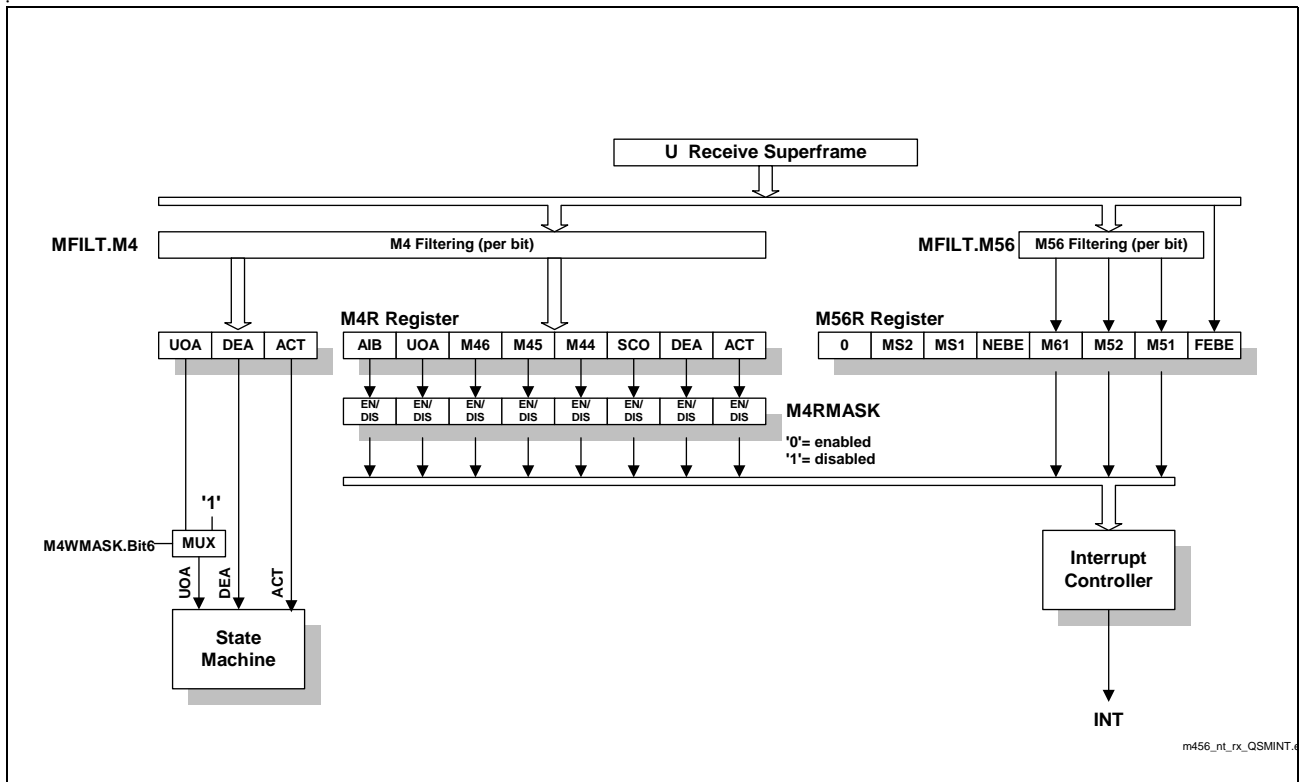 U Receive Superframe
MFILT.M4
M4 Filtering (per bit)
MFILT.M56
M56 Filtering (per bit)
M4R Register
M56R Register
UOA DEA ACT
AIB UOA M46 M45 M44 SCO DEA ACT
0 MS2 MS1 NEBE M61 M52 M51 FEBE
EN/ EN/ EN/ EN/ EN/ EN/ EN/ EN/
DIS DIS DIS DIS DIS DIS DIS DIS
M4RMASK
'0'= enabled
'1'= disabled
'1'
M4WMASK.Bit6
MUX
UOA
DEA
ACT
State
Machine
Interrupt
Controller
INT
m456_nt_rx_QSMINT.e